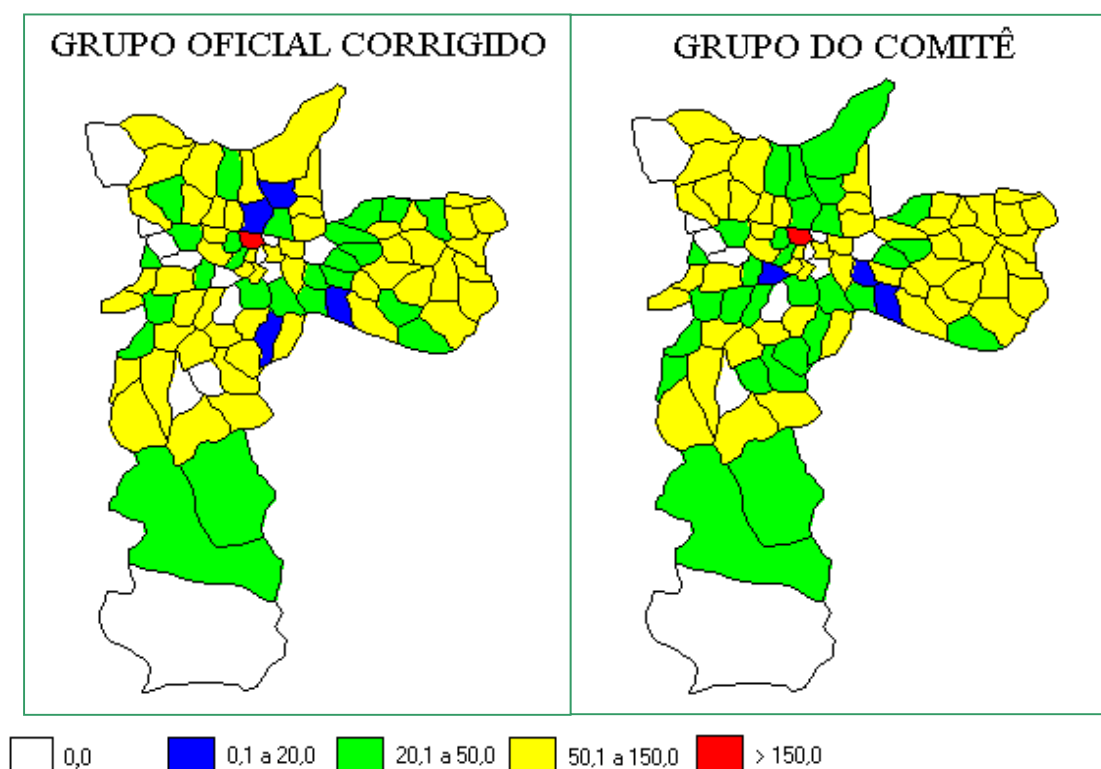 GRUPO OFICIAL CORRIGIDO
GRUPO DO COMITÊ
0,0
0,1 a 20,0
20,1 a 50,0
50,1 a 150,0
> 150,0